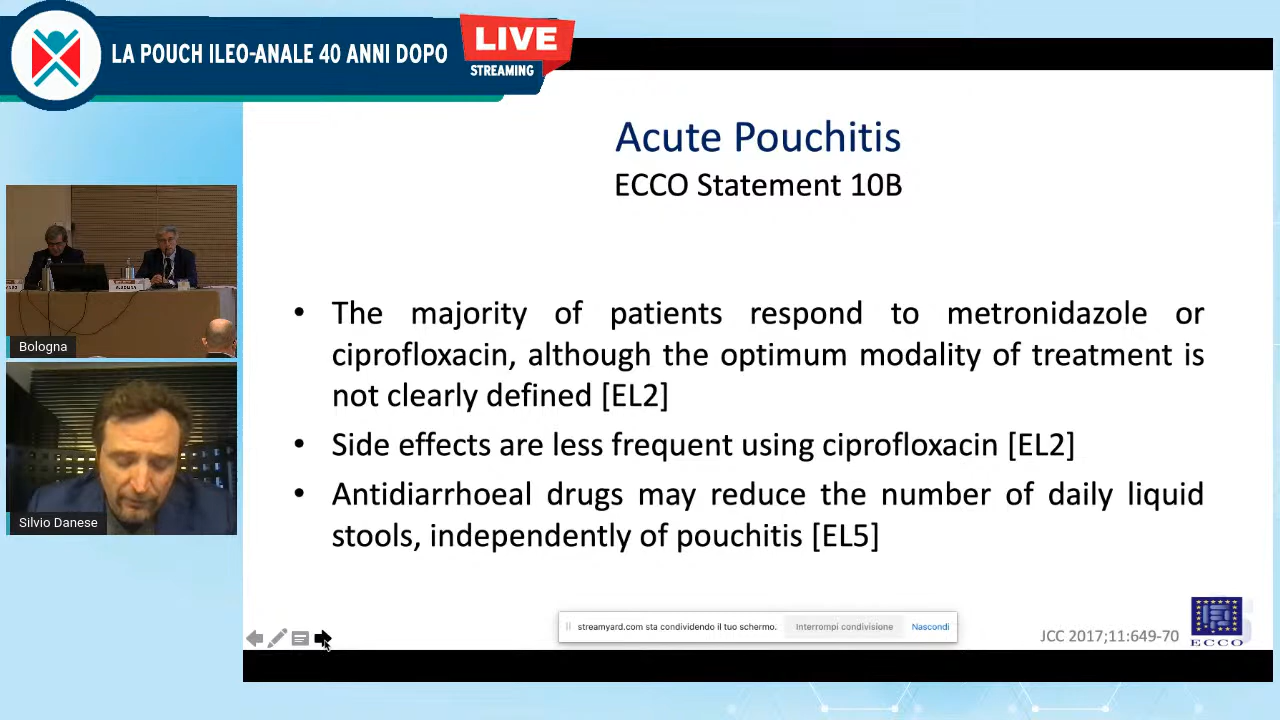 LA POUCH ILEO-ANALE 40 ANNI DOPO
LIVE
STREAMING
Acute Pouchitis
ECCO Statement 10B
• The majority of patients respond to metronidazole or
ciprofloxacin, although the optimum modality of treatment is
not clearly defined [EL2]
• Side effects are less frequent using ciprofloxacin [EL2]
• Antidiarrhoeal drugs may reduce the number of daily liquid
stools, independently of pouchitis [EL5]
Bologna
Silvio Danese
streamyard.com sta condividendo il tuo schermo.
Interrompi condivisione
Nascondi
JCC 2017;11:649-70
ECCO